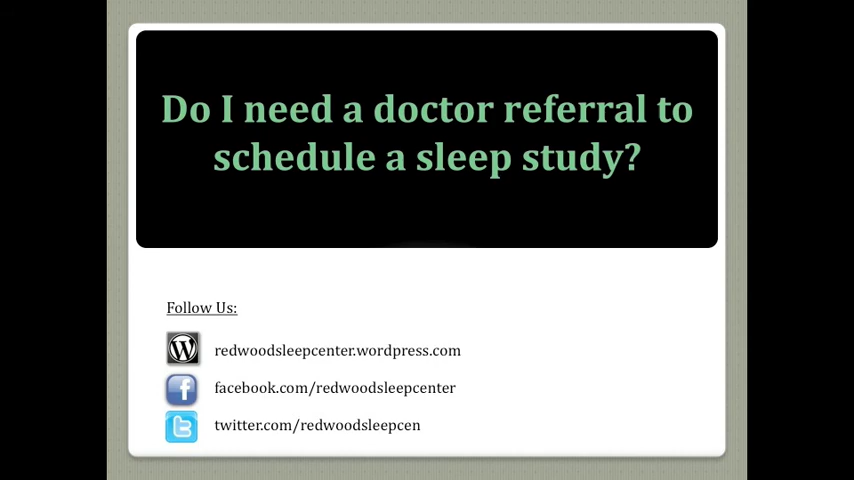 Do I need a doctor referral to
schedule a sleep study?
Follow Us:
redwoodsleepcenter.wordpress.com
facebook.com/redwoodsleepcenter
twitter.com/redwoodsleepcen